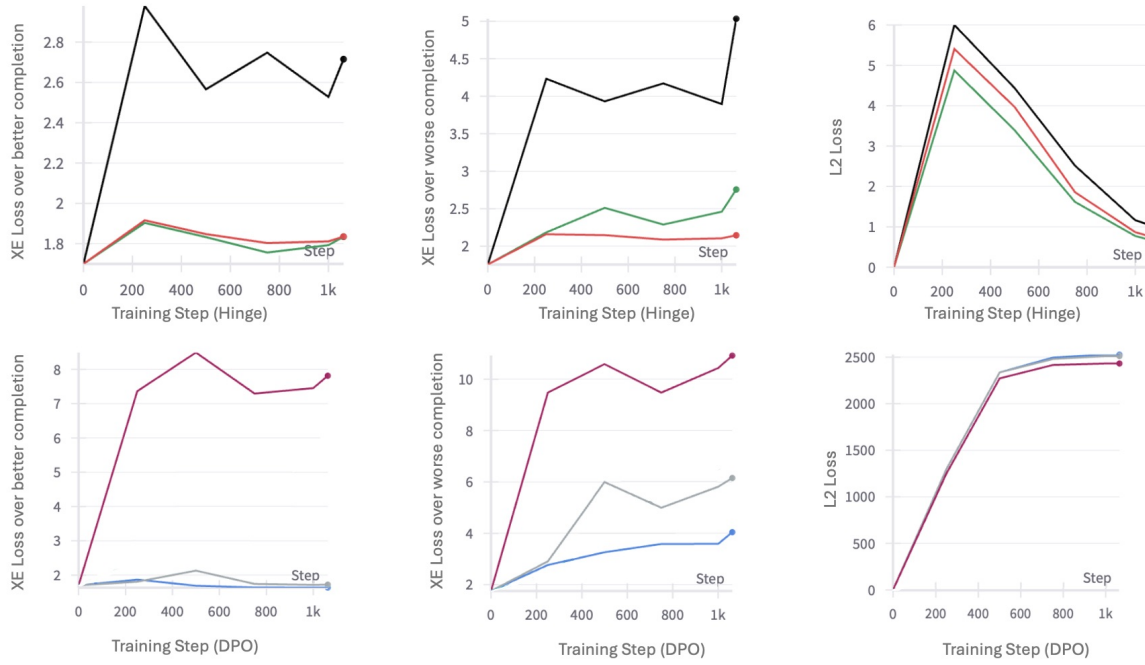 XE Loss over better completion
2.8
2.6
2.4
2.2
2
1.8
Step
0 200 400 600 800 1k
Training Step (Hinge)
XE Loss over worse completion
5
4.5
4
3.5
3
2.5
2
Step
0 200 400 600 800 1k
Training Step (Hinge)
L2 Loss
6
5
4
3
2
1
0
Step
0 200 400 600 800 1k
Training Step (Hinge)
XE Loss over better completion
8
7
6
5
4
3
2
Step
0 200 400 600 800 1k
Training Step (DPO)
XE Loss over worse completion
10
8
6
4
2
Step
0 200 400 600 800 1k
Training Step (DPO)
L2 Loss
2500
2000
1500
1000
500
0
Step
0 200 400 600 800 1k
Training Step (DPO)